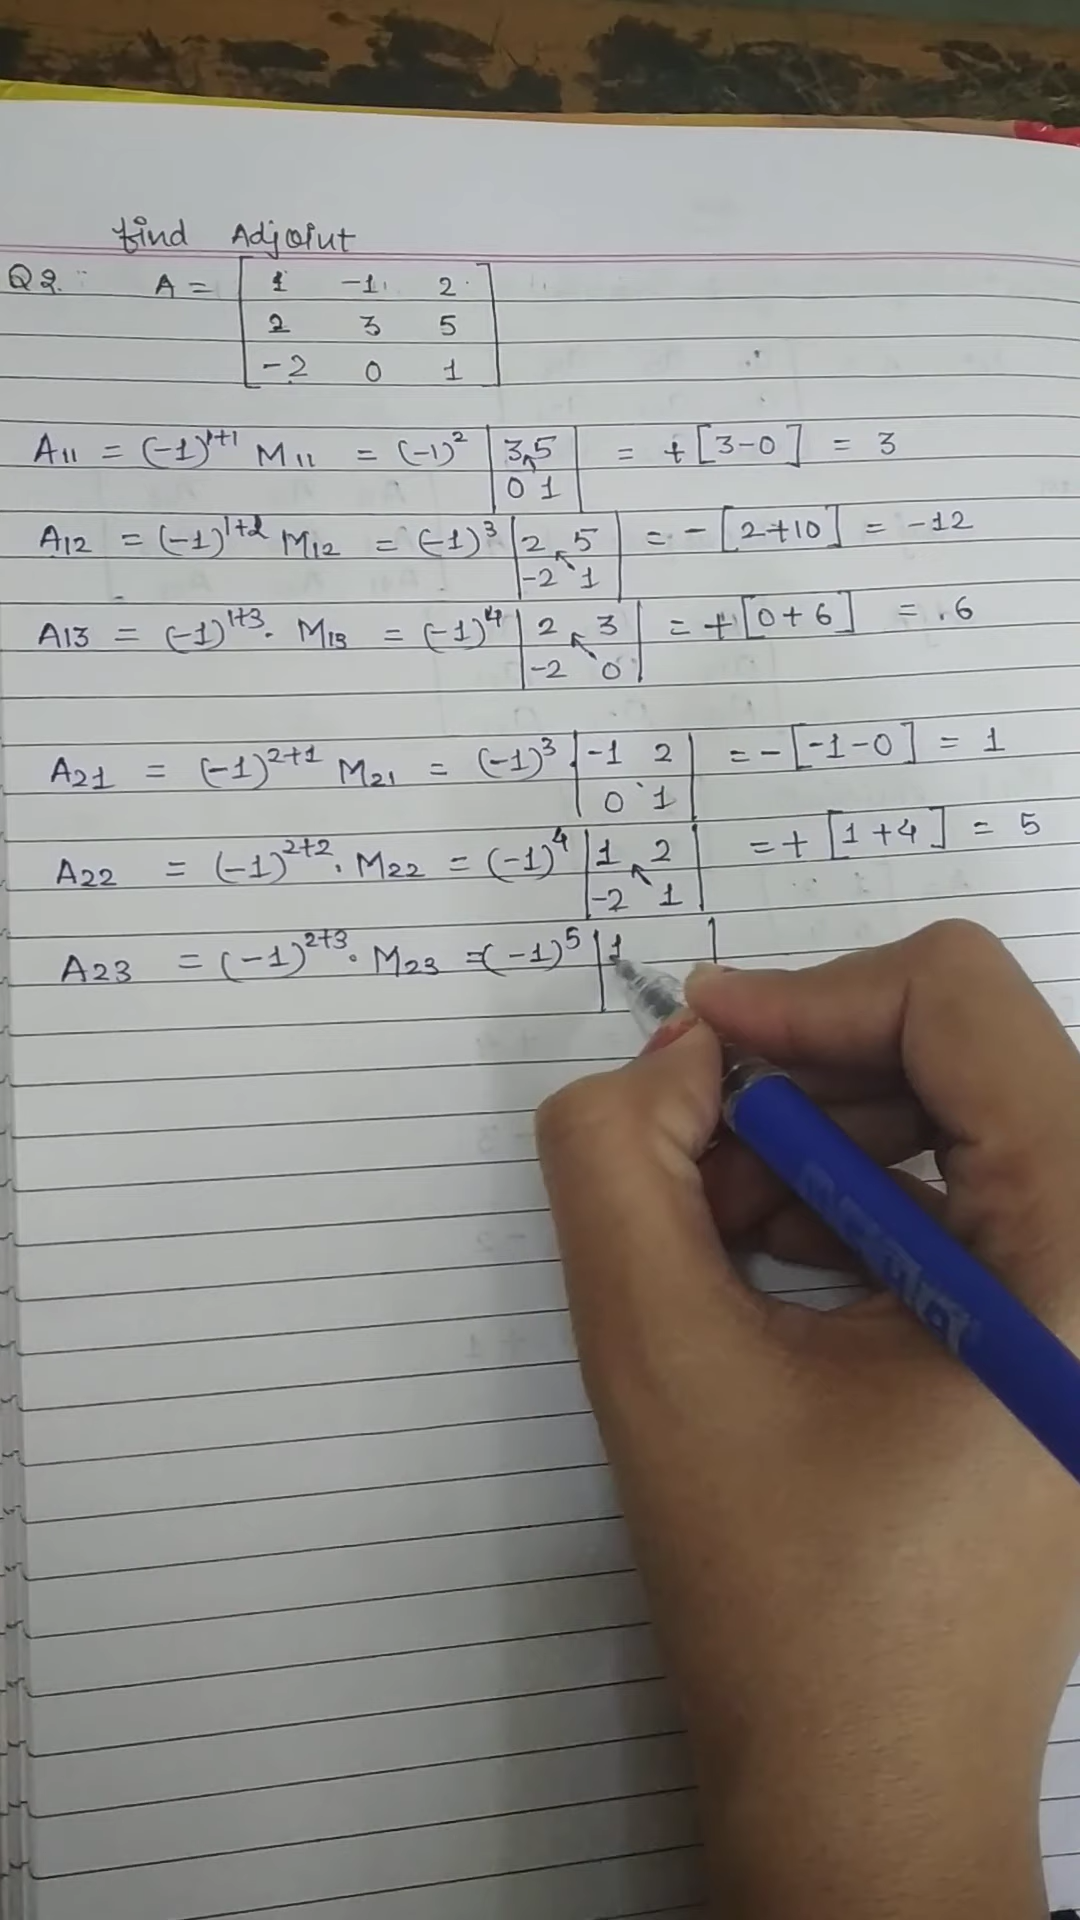 find Adjoint
Q2. A = [ 1 -1 2
2 3 5
-2 0 1 ]
A11 = (-1)^1+1 M11 = (-1)^2 | 3 5 | = +[3-0] = 3
0 1
A12 = (-1)^1+2 M12 = (-1)^3 | 2 5 | = -[2+10] = -12
-2 1
A13 = (-1)^1+3 . M13 = (-1)^4 | 2 3 | = +[0+6] = .6
-2 0
A21 = (-1)^2+1 M21 = (-1)^3 . | -1 2 | = -[-1-0] = 1
0 1
A22 = (-1)^2+2 . M22 = (-1)^4 | 1 2 | = +[1+4] = 5
-2 1
A23 = (-1)^2+3 . M23 = (-1)^5 | 1 |